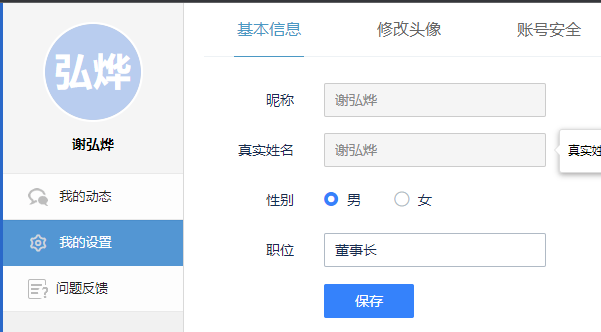 弘烨
谢弘烨
我的动态
我的设置
问题反馈
基本信息 修改头像 账号安全
昵称 谢弘烨
真实姓名 谢弘烨 真实姓
性别 男 女
职位 董事长
保存